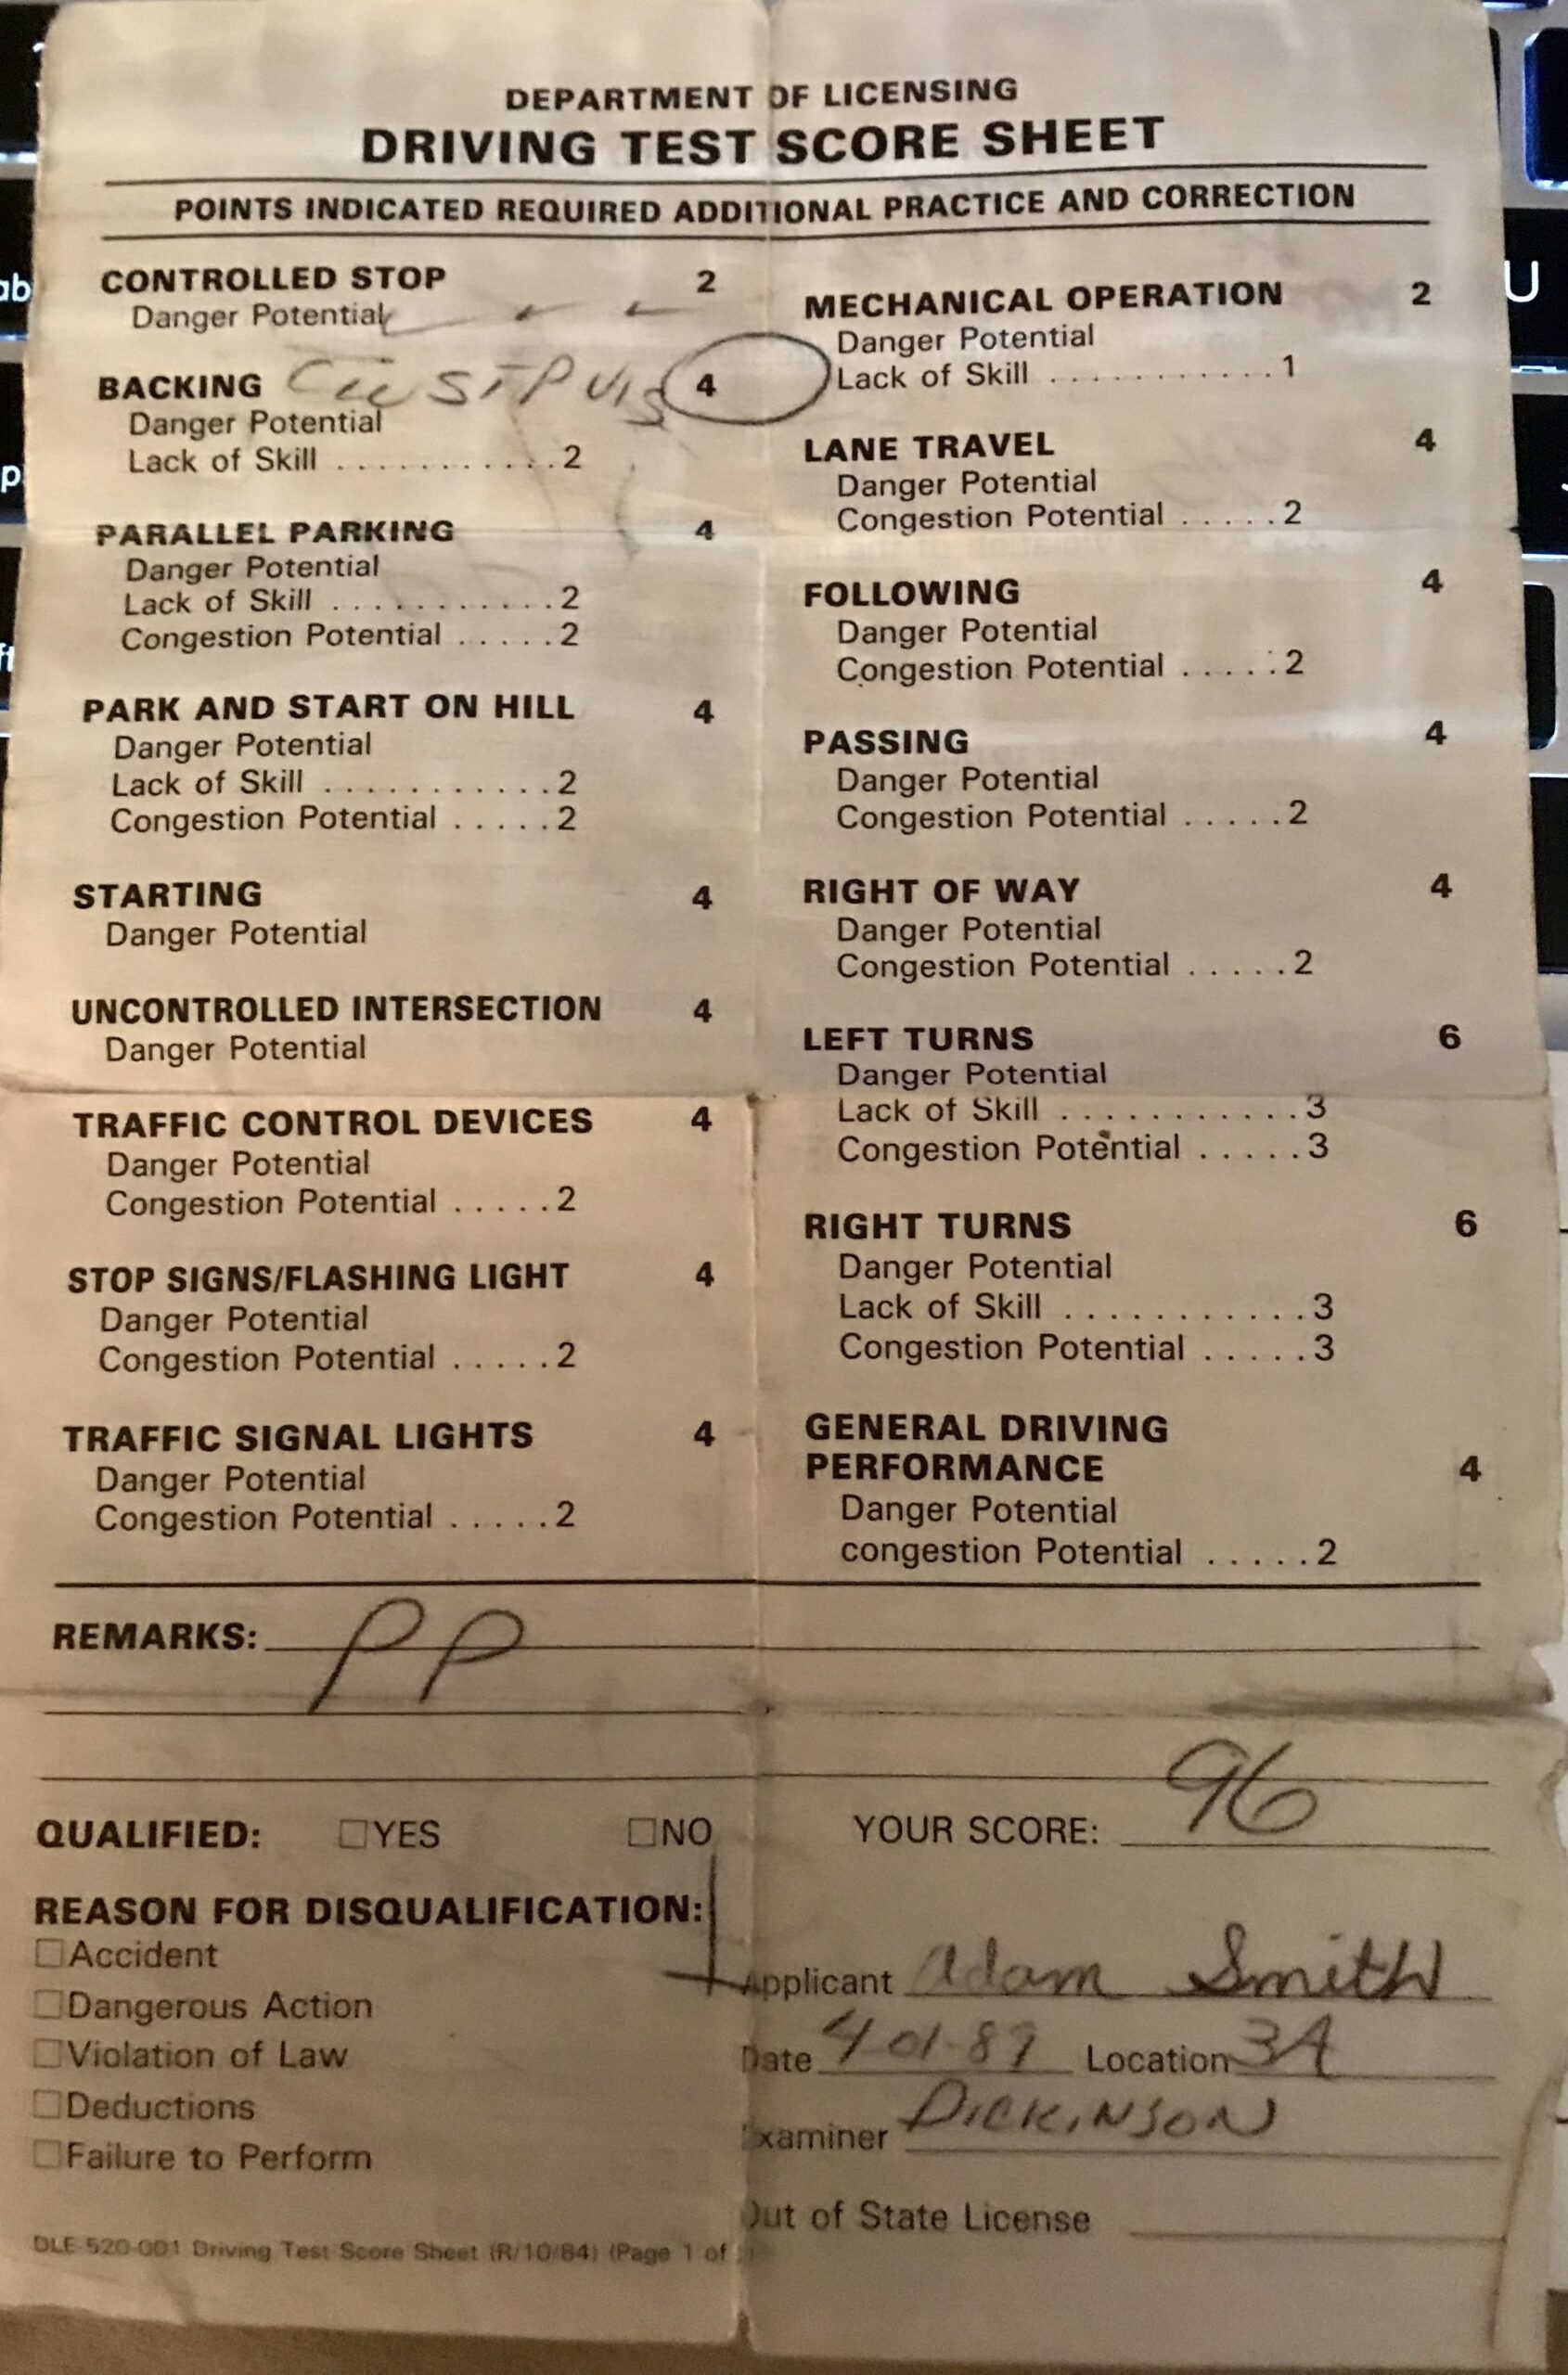 DEPARTMENT OF LICENSING
DRIVING TEST SCORE SHEET
POINTS INDICATED REQUIRED ADDITIONAL PRACTICE AND CORRECTION
CONTROLLED STOP 2
Danger Potential
BACKING 4
Danger Potential
Lack of Skill ........... 2
PARALLEL PARKING 4
Danger Potential
Lack of Skill ........... 2
Congestion Potential ..... 2
PARK AND START ON HILL 4
Danger Potential
Lack of Skill ........... 2
Congestion Potential ..... 2
STARTING 4
Danger Potential
UNCONTROLLED INTERSECTION 4
Danger Potential
TRAFFIC CONTROL DEVICES 4
Danger Potential
Congestion Potential ..... 2
STOP SIGNS/FLASHING LIGHT 4
Danger Potential
Congestion Potential ..... 2
TRAFFIC SIGNAL LIGHTS 4
Danger Potential
Congestion Potential ..... 2
MECHANICAL OPERATION 2
Danger Potential
Lack of Skill ........... 1
LANE TRAVEL 4
Danger Potential
Congestion Potential ..... 2
FOLLOWING 4
Danger Potential
Congestion Potential ..... 2
PASSING 4
Danger Potential
Congestion Potential ..... 2
RIGHT OF WAY 4
Danger Potential
Congestion Potential ..... 2
LEFT TURNS 6
Danger Potential
Lack of Skill ........... 3
Congestion Potential ..... 3
RIGHT TURNS 6
Danger Potential
Lack of Skill ........... 3
Congestion Potential ..... 3
GENERAL DRIVING
PERFORMANCE 4
Danger Potential
congestion Potential ..... 2
REMARKS: PP
QUALIFIED: YES NO
YOUR SCORE: 96
REASON FOR DISQUALIFICATION:
Accident
Dangerous Action
Violation of Law
Deductions
Failure to Perform
DLE-520-001 Driving Test Score Sheet (R/10/84) (Page 1 of
Applicant Adam Smith
Date 4-01-89 Location 3A
Examiner DICKINSON
Out of State License
U